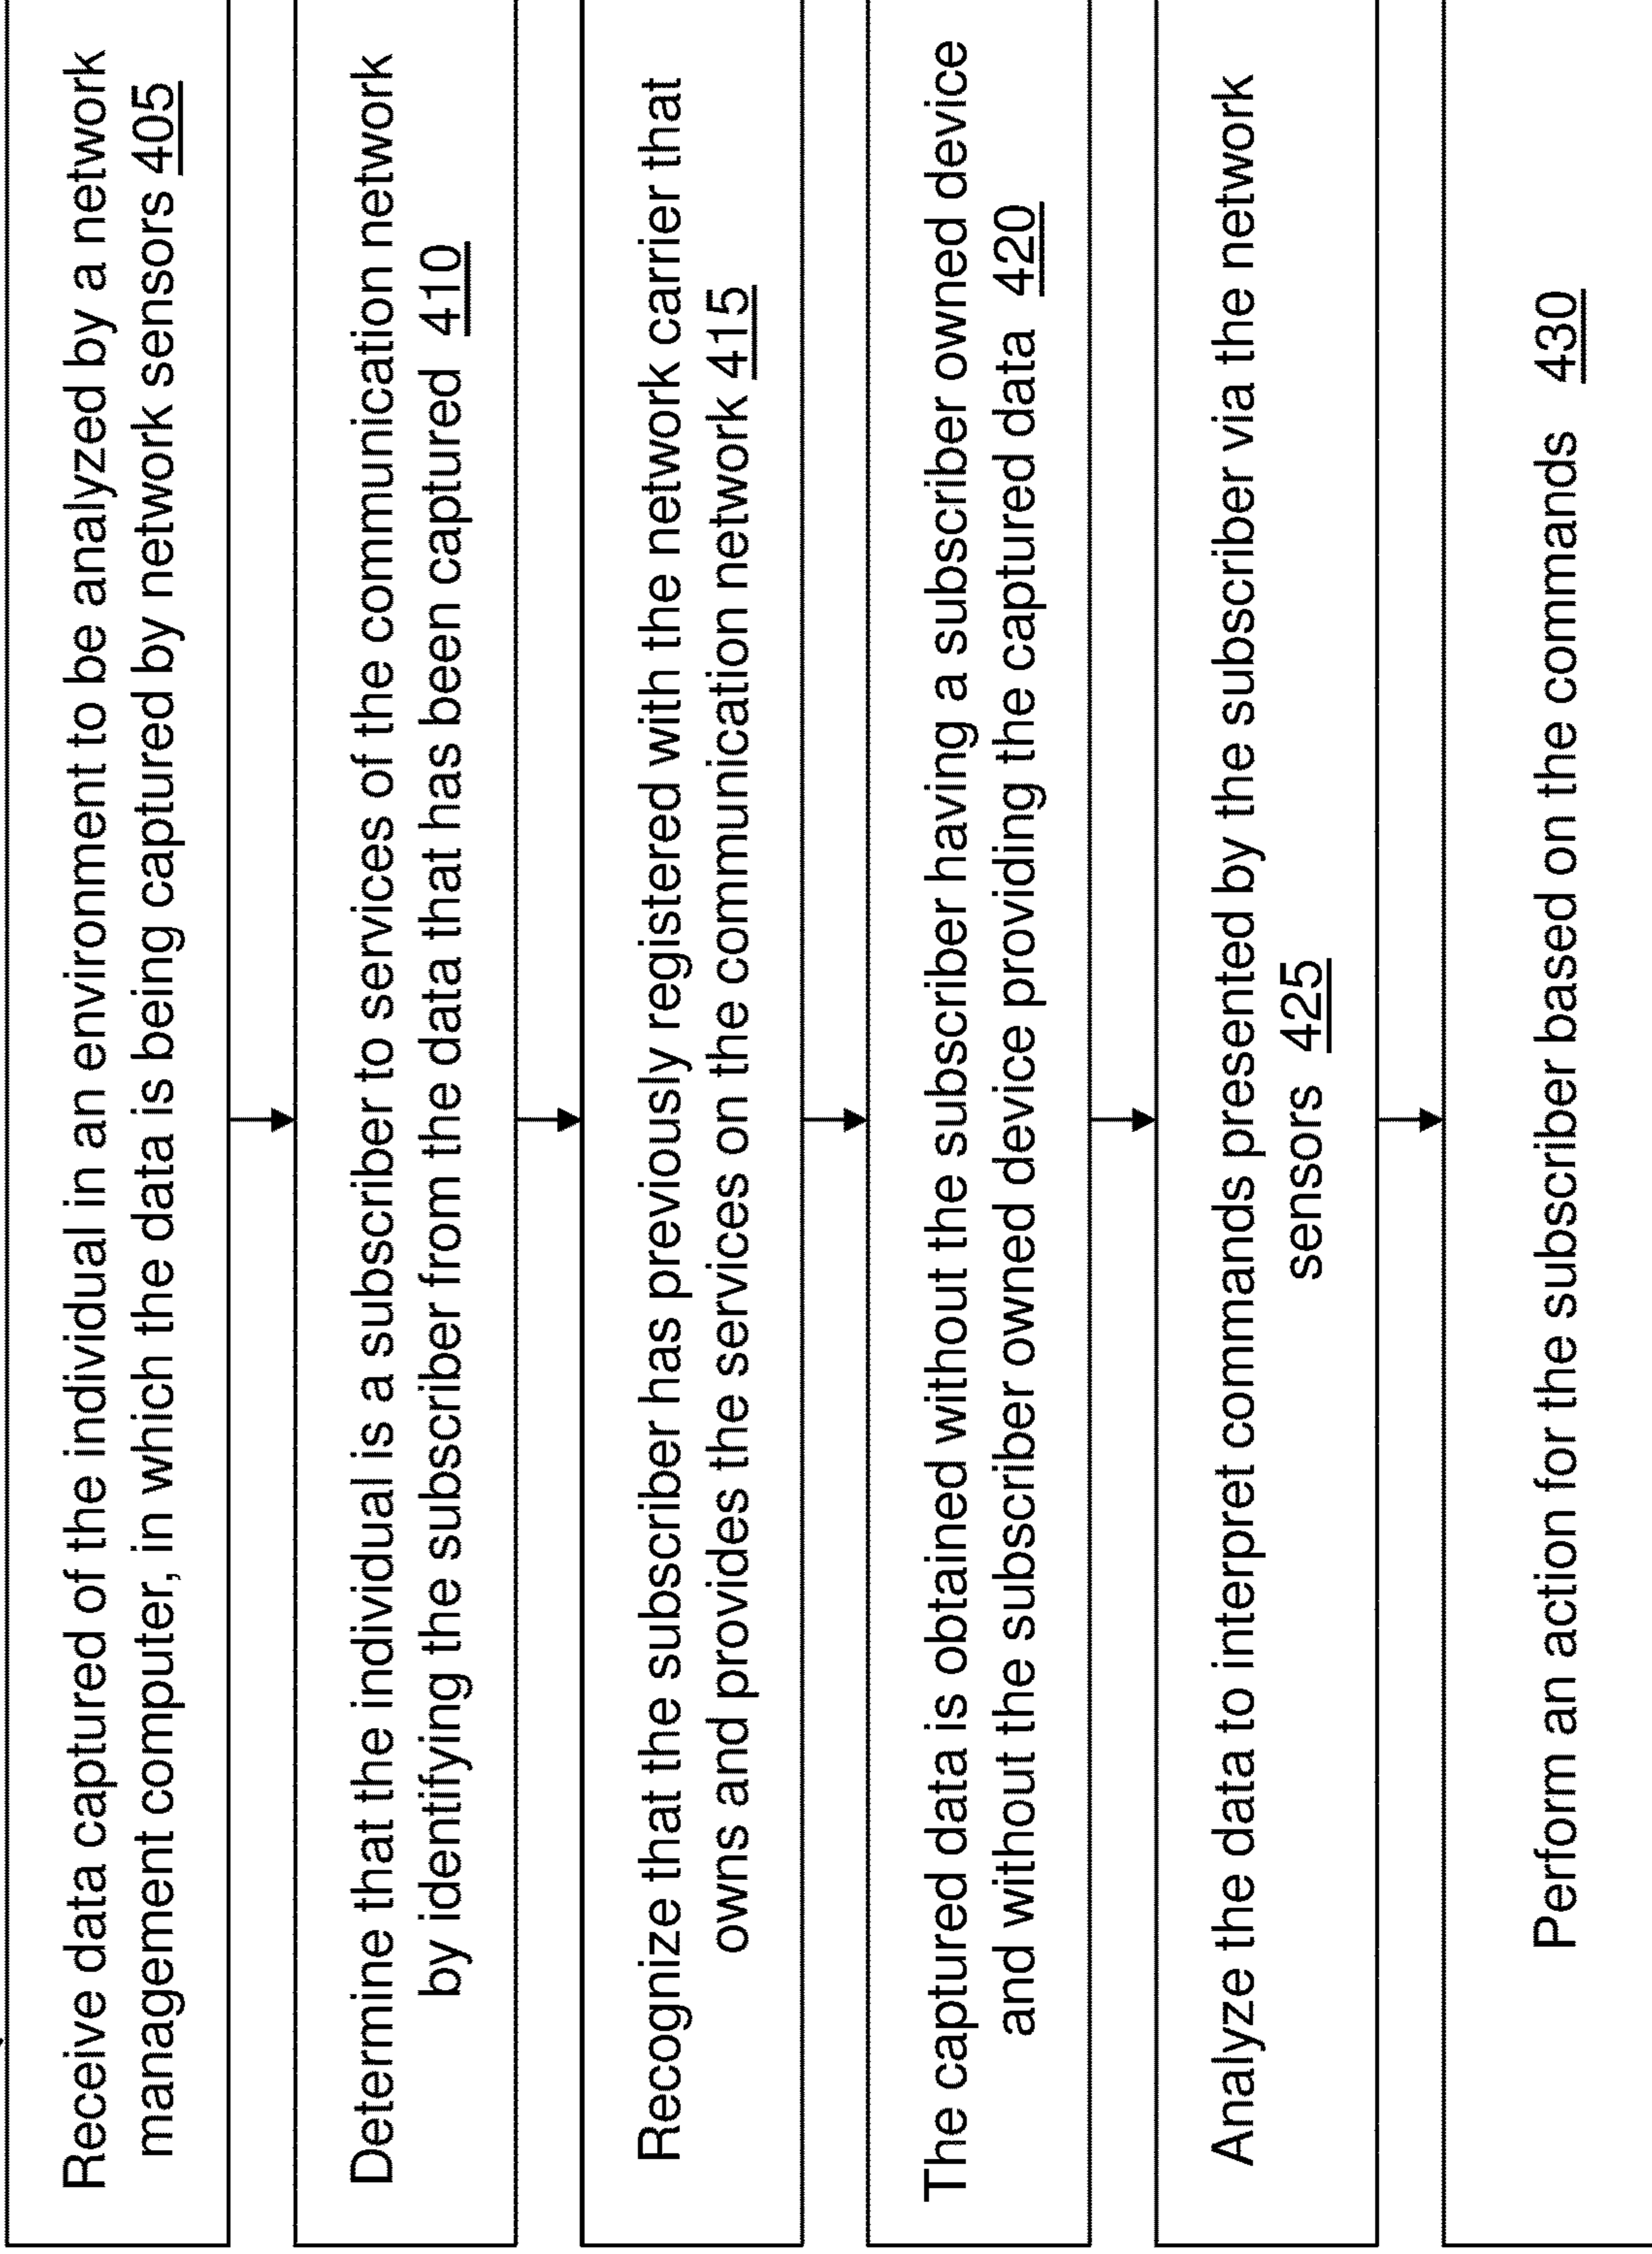 Receive data captured of the individual in an environment to be analyzed by a network
management computer, in which the data is being captured by network sensors 405
Determine that the individual is a subscriber to services of the communication network
by identifying the subscriber from the data that has been captured 410
Recognize that the subscriber has previously registered with the network carrier that
owns and provides the services on the communication network 415
The captured data is obtained without the subscriber having a subscriber owned device
and without the subscriber owned device providing the captured data 420
Analyze the data to interpret commands presented by the subscriber via the network
sensors 425
Perform an action for the subscriber based on the commands 430